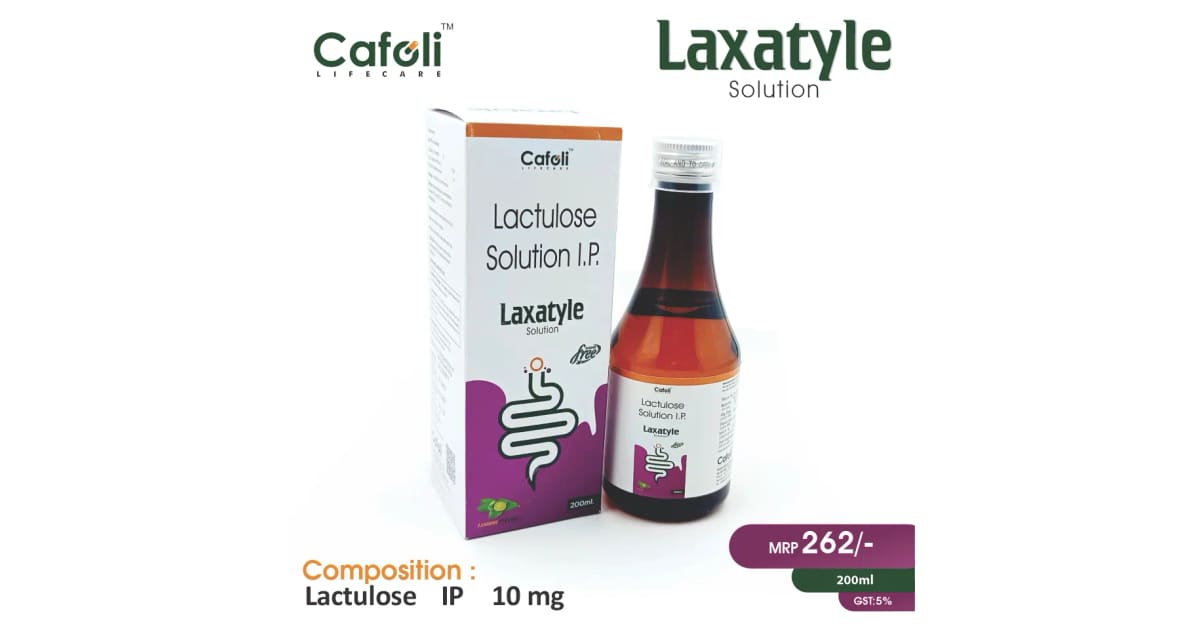 Cafoli™
LIFECARE
Laxatyle
Solution
Cafoli™
LIFECARE
Lactulose
Solution I.P.
Laxatyle
Solution
free
200ml.
Cafoli
Lactulose
Solution I.P.
Laxatyle
MRP 262/-
200ml
GST:5%
Composition :
Lactulose IP 10 mg